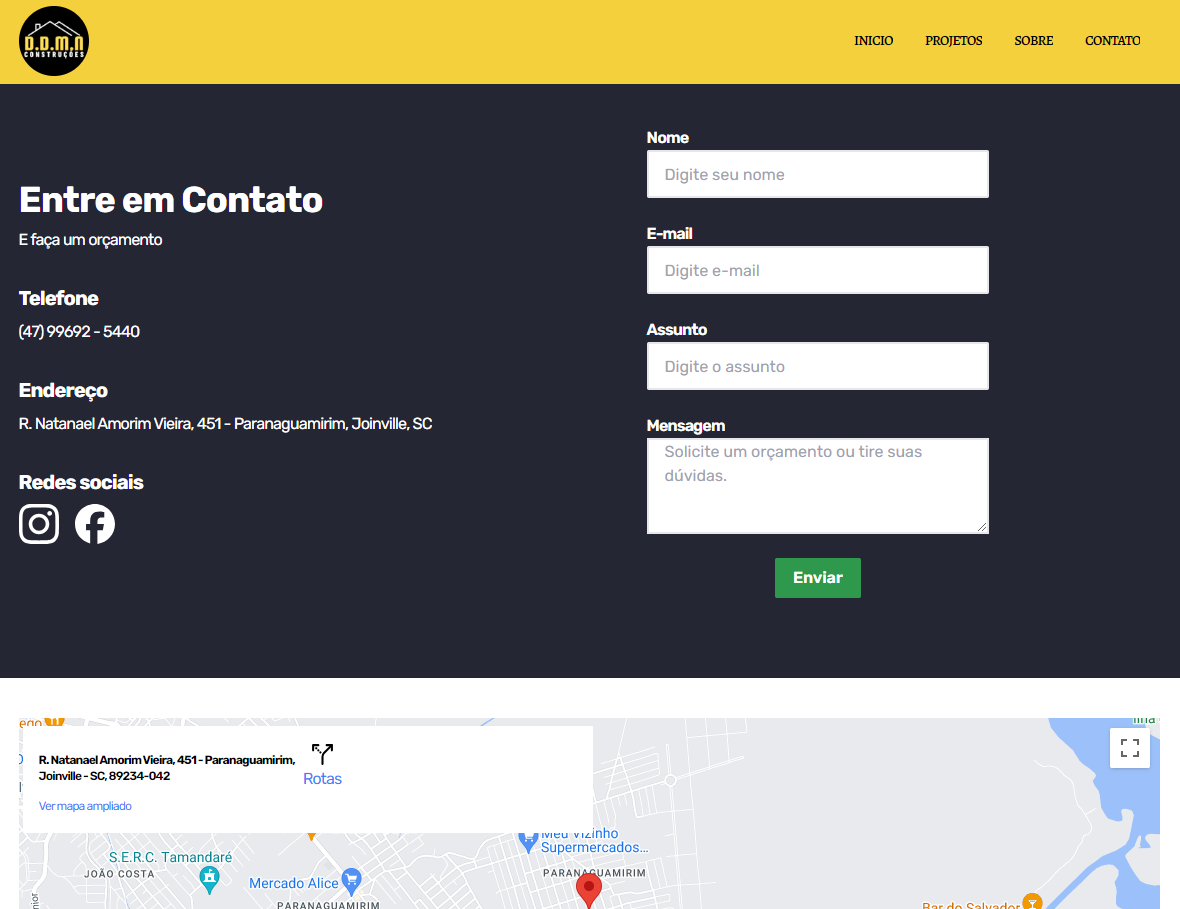 D.D.M.N
CONSTRUÇÕES
INICIO
PROJETOS
SOBRE
CONTATO
Entre em Contato
E faça um orçamento
Telefone
(47) 99692 - 5440
Endereço
R. Natanael Amorim Vieira, 451 - Paranaguamirim, Joinville, SC
Redes sociais
Nome
Digite seu nome
E-mail
Digite e-mail
Assunto
Digite o assunto
Mensagem
Solicite um orçamento ou tire suas
dúvidas.
Enviar
R. Natanael Amorim Vieira, 451 - Paranaguamirim,
Joinville - SC, 89234-042
Rotas
Ver mapa ampliado
Meu Vizinho
Supermercados...
S.E.R.C. Tamandaré
JOÃO COSTA
Mercado Alice
PARANAGUAMIRIM
PARANAGUAMIRIM
Bar do Salvador
Ilha